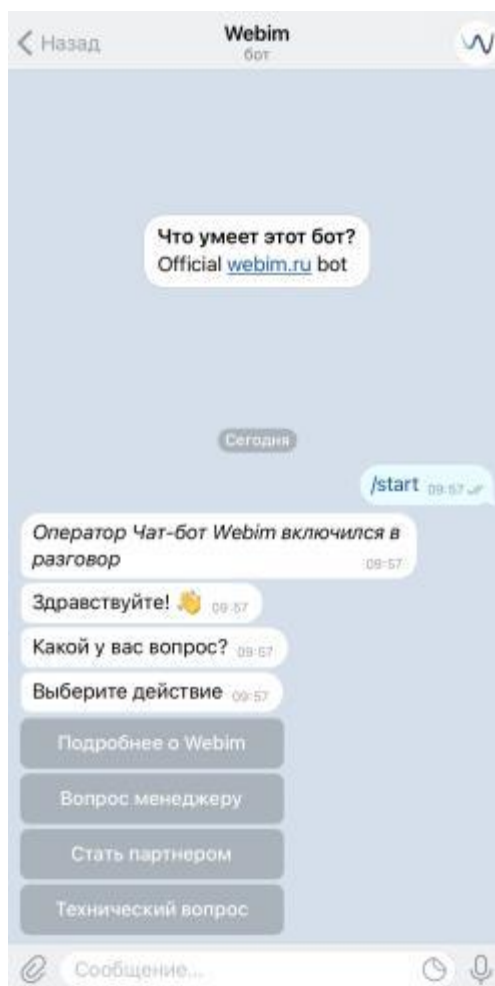 Назад
Webim
бот
Что умеет этот бот?
Official webim.ru bot
Сегодня
/start 09:57
Оператор Чат-бот Webim включился в
разговор 09:57
Здравствуйте! 👋 09:57
Какой у вас вопрос? 09:57
Выберите действие 09:57
Подробнее о Webim
Вопрос менеджеру
Стать партнером
Технический вопрос
Сообщение...